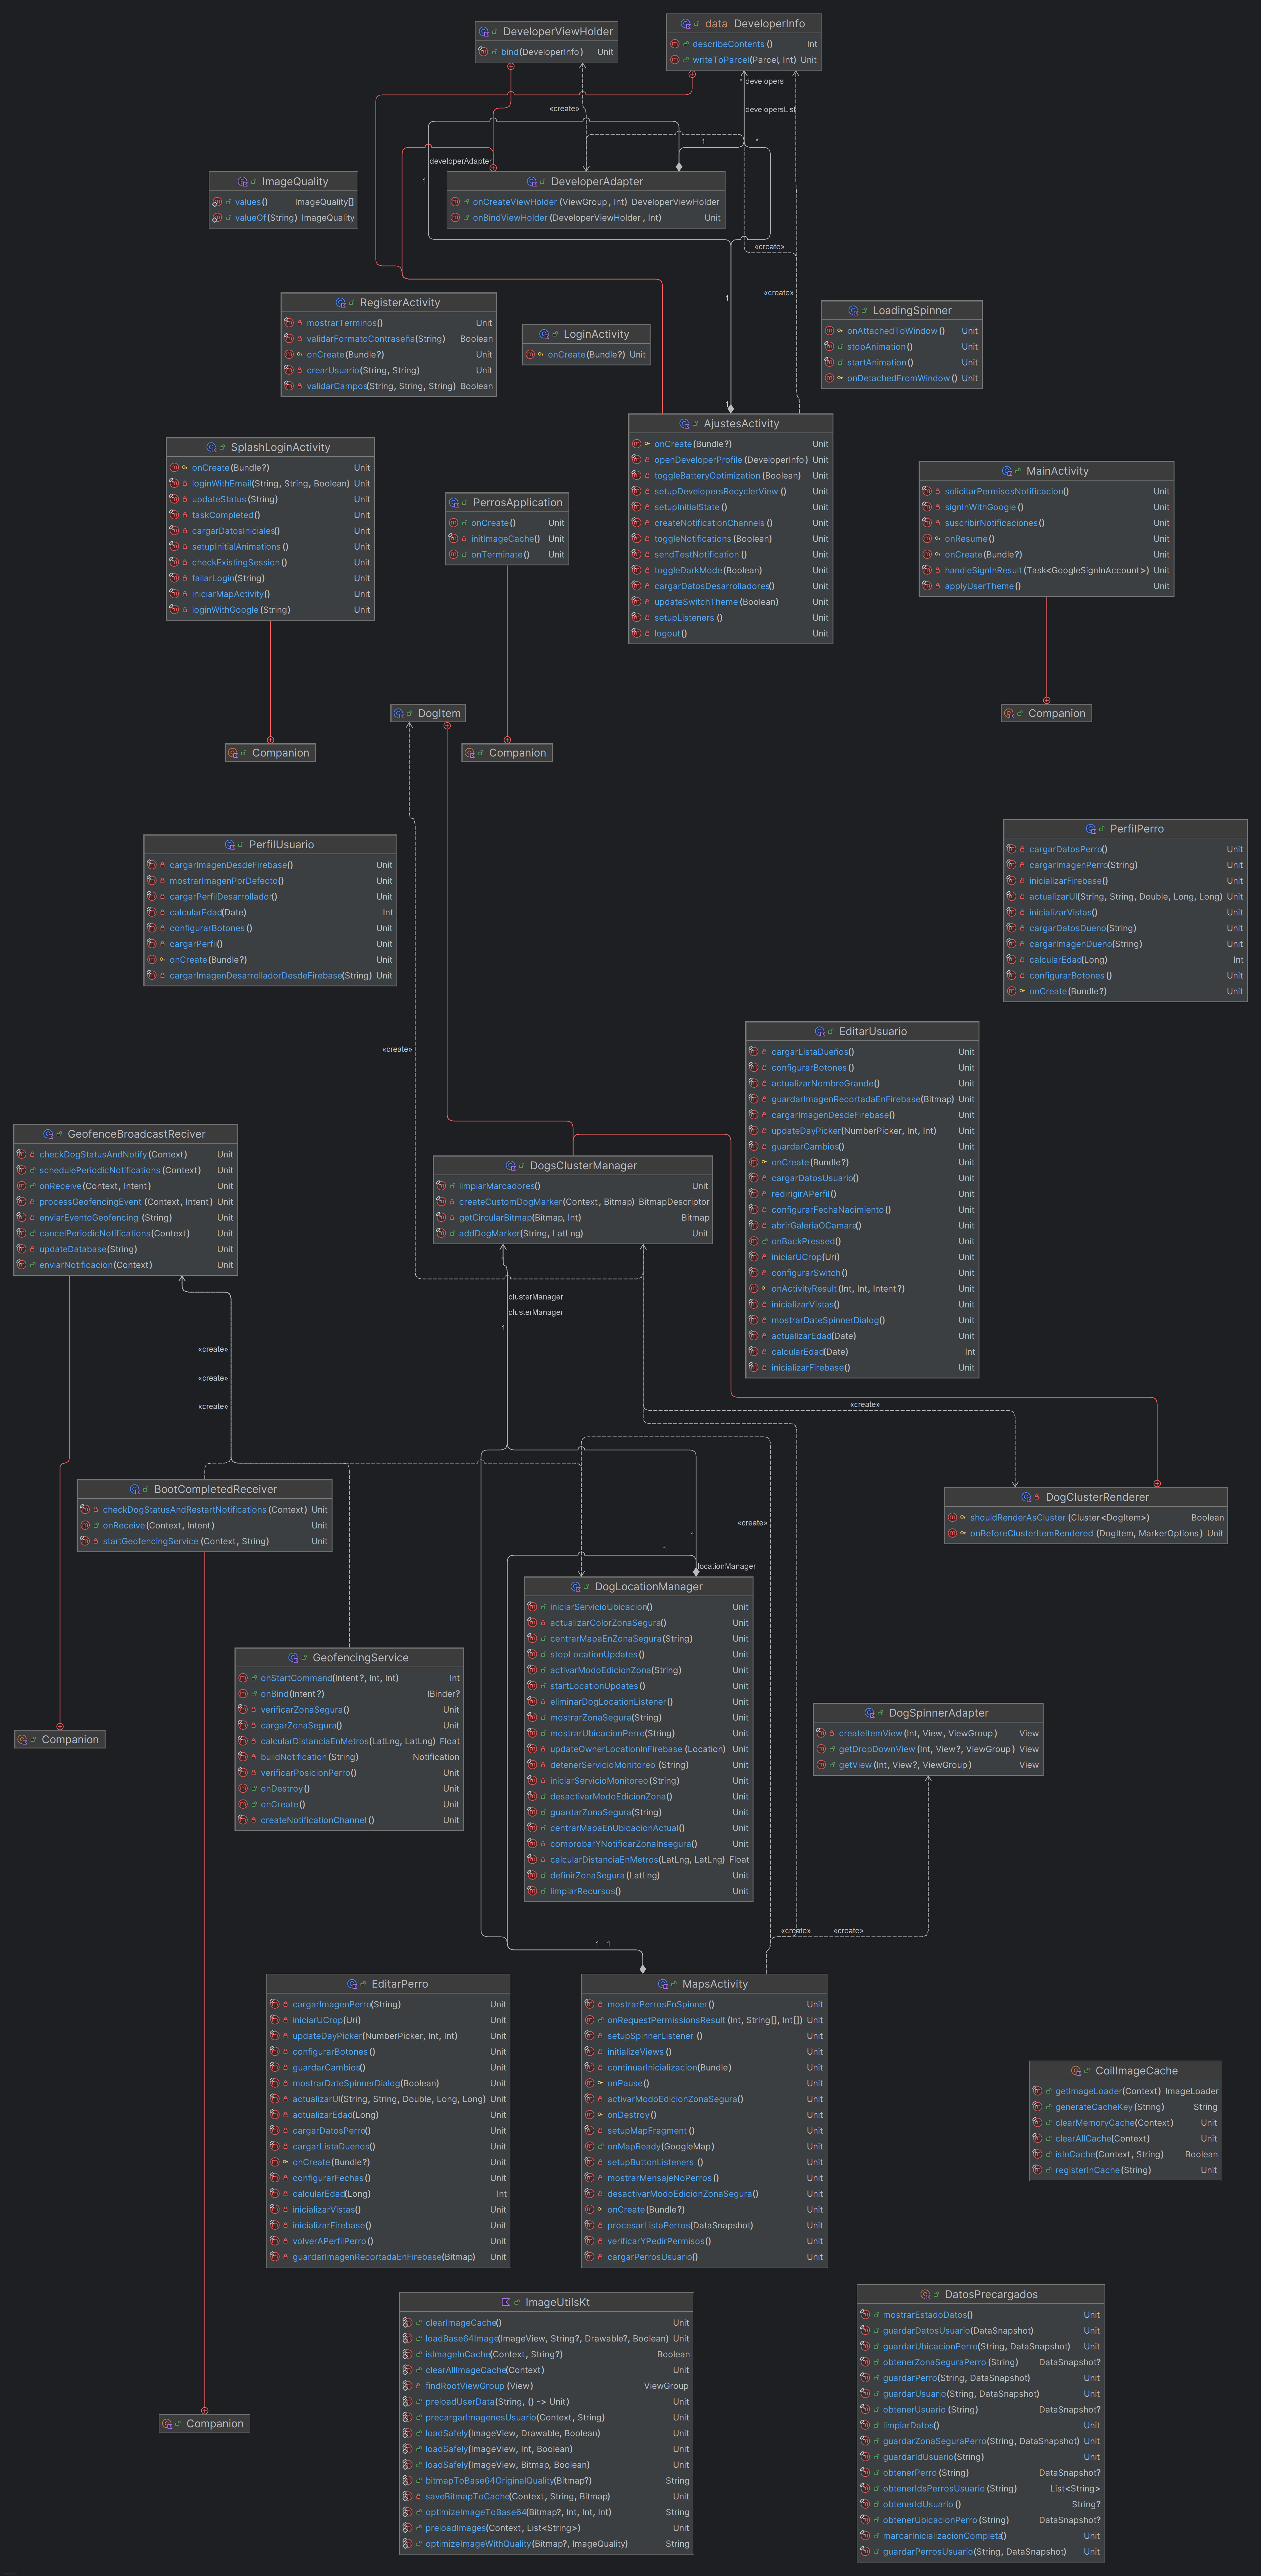 DeveloperViewHolder
bind(DeveloperInfo) Unit
data DeveloperInfo
describeContents() Int
writeToParcel(Parcel, Int) Unit
* developers
«create»
developersList
1
*
developerAdapter
1
ImageQuality
values() ImageQuality[]
valueOf(String) ImageQuality
DeveloperAdapter
onCreateViewHolder(ViewGroup, Int) DeveloperViewHolder
onBindViewHolder(DeveloperViewHolder, Int) Unit
«create»
«create»
1
RegisterActivity
mostrarTerminos() Unit
validarFormatoContraseña(String) Boolean
onCreate(Bundle?) Unit
crearUsuario(String, String) Unit
validarCampos(String, String, String) Boolean
LoginActivity
onCreate(Bundle?) Unit
LoadingSpinner
onAttachedToWindow() Unit
stopAnimation() Unit
startAnimation() Unit
onDetachedFromWindow() Unit
1
SplashLoginActivity
onCreate(Bundle?) Unit
loginWithEmail(String, String, Boolean) Unit
updateStatus(String) Unit
taskCompleted() Unit
cargarDatosIniciales() Unit
setupInitialAnimations() Unit
checkExistingSession() Unit
fallarLogin(String) Unit
iniciarMapActivity() Unit
loginWithGoogle(String) Unit
PerrosApplication
onCreate() Unit
initImageCache() Unit
onTerminate() Unit
AjustesActivity
onCreate(Bundle?) Unit
openDeveloperProfile(DeveloperInfo) Unit
toggleBatteryOptimization(Boolean) Unit
setupDevelopersRecyclerView() Unit
setupInitialState() Unit
createNotificationChannels() Unit
toggleNotifications(Boolean) Unit
sendTestNotification() Unit
toggleDarkMode(Boolean) Unit
cargarDatosDesarrolladores() Unit
updateSwitchTheme(Boolean) Unit
setupListeners() Unit
logout() Unit
MainActivity
solicitarPermisosNotificacion() Unit
signInWithGoogle() Unit
suscribirNotificaciones() Unit
onResume() Unit
onCreate(Bundle?) Unit
handleSignInResult(Task<GoogleSignInAccount>) Unit
applyUserTheme() Unit
DogItem
Companion
Companion
Companion
PerfilUsuario
cargarImagenDesdeFirebase() Unit
mostrarImagenPorDefecto() Unit
cargarPerfilDesarrollador() Unit
calcularEdad(Date) Int
configurarBotones() Unit
cargarPerfil() Unit
onCreate(Bundle?) Unit
cargarImagenDesarrolladorDesdeFirebase(String) Unit
PerfilPerro
cargarDatosPerro() Unit
cargarImagenPerro(String) Unit
inicializarFirebase() Unit
actualizarUI(String, String, Double, Long, Long) Unit
inicializarVistas() Unit
cargarDatosDueno(String) Unit
cargarImagenDueno(String) Unit
calcularEdad(Long) Int
configurarBotones() Unit
onCreate(Bundle?) Unit
«create»
EditarUsuario
cargarListaDueños() Unit
configurarBotones() Unit
actualizarNombreGrande() Unit
guardarImagenRecortadaEnFirebase(Bitmap) Unit
cargarImagenDesdeFirebase() Unit
updateDayPicker(NumberPicker, Int, Int) Unit
guardarCambios() Unit
onCreate(Bundle?) Unit
cargarDatosUsuario() Unit
redirigirAPerfil() Unit
configurarFechaNacimiento() Unit
abrirGaleriaOCamara() Unit
onBackPressed() Unit
iniciarUCrop(Uri) Unit
configurarSwitch() Unit
onActivityResult(Int, Int, Intent?) Unit
inicializarVistas() Unit
mostrarDateSpinnerDialog() Unit
actualizarEdad(Date) Unit
calcularEdad(Date) Int
inicializarFirebase() Unit
GeofenceBroadcastReciver
checkDogStatusAndNotify(Context) Unit
schedulePeriodicNotifications(Context) Unit
onReceive(Context, Intent) Unit
processGeofencingEvent(Context, Intent) Unit
enviarEventoGeofencing(String) Unit
cancelPeriodicNotifications(Context) Unit
updateDatabase(String) Unit
enviarNotificacion(Context) Unit
DogsClusterManager
limpiarMarcadores() Unit
createCustomDogMarker(Context, Bitmap) BitmapDescriptor
getCircularBitmap(Bitmap, Int) Bitmap
addDogMarker(String, LatLng) Unit
clusterManager
clusterManager
1
«create»
«create»
«create»
«create»
BootCompletedReceiver
checkDogStatusAndRestartNotifications(Context) Unit
onReceive(Context, Intent) Unit
startGeofencingService(Context, String) Unit
DogClusterRenderer
shouldRenderAsCluster(Cluster<DogItem>) Boolean
onBeforeClusterItemRendered(DogItem, MarkerOptions) Unit
«create»
1
1
locationManager
DogLocationManager
iniciarServicioUbicacion() Unit
actualizarColorZonaSegura() Unit
centrarMapaEnZonaSegura(String) Unit
stopLocationUpdates() Unit
activarModoEdicionZona(String) Unit
startLocationUpdates() Unit
eliminarDogLocationListener() Unit
mostrarZonaSegura(String) Unit
mostrarUbicacionPerro(String) Unit
updateOwnerLocationInFirebase(Location) Unit
detenerServicioMonitoreo(String) Unit
iniciarServicioMonitoreo(String) Unit
desactivarModoEdicionZona() Unit
guardarZonaSegura(String) Unit
centrarMapaEnUbicacionActual() Unit
comprobarYNotificarZonaInsegura() Unit
calcularDistanciaEnMetros(LatLng, LatLng) Float
definirZonaSegura(LatLng) Unit
limpiarRecursos() Unit
GeofencingService
onStartCommand(Intent?, Int, Int) Int
onBind(Intent?) IBinder?
verificarZonaSegura() Unit
cargarZonaSegura() Unit
calcularDistanciaEnMetros(LatLng, LatLng) Float
buildNotification(String) Notification
verificarPosicionPerro() Unit
onDestroy() Unit
onCreate() Unit
createNotificationChannel() Unit
Companion
DogSpinnerAdapter
createItemView(Int, View, ViewGroup) View
getDropDownView(Int, View?, ViewGroup) View
getView(Int, View?, ViewGroup) View
«create» «create»
1 1
EditarPerro
cargarImagenPerro(String) Unit
iniciarUCrop(Uri) Unit
updateDayPicker(NumberPicker, Int, Int) Unit
configurarBotones() Unit
guardarCambios() Unit
mostrarDateSpinnerDialog(Boolean) Unit
actualizarUI(String, String, Double, Long, Long) Unit
actualizarEdad(Long) Unit
cargarDatosPerro() Unit
cargarListaDuenos() Unit
onCreate(Bundle?) Unit
configurarFechas() Unit
calcularEdad(Long) Int
inicializarVistas() Unit
inicializarFirebase() Unit
volverAPerfilPerro() Unit
guardarImagenRecortadaEnFirebase(Bitmap) Unit
MapsActivity
mostrarPerrosEnSpinner() Unit
onRequestPermissionsResult(Int, String[], Int[]) Unit
setupSpinnerListener() Unit
initializeViews() Unit
continuarInicializacion(Bundle) Unit
onPause() Unit
activarModoEdicionZonaSegura() Unit
onDestroy() Unit
setupMapFragment() Unit
onMapReady(GoogleMap) Unit
setupButtonListeners() Unit
mostrarMensajeNoPerros() Unit
desactivarModoEdicionZonaSegura() Unit
onCreate(Bundle?) Unit
procesarListaPerros(DataSnapshot) Unit
verificarYPedirPermisos() Unit
cargarPerrosUsuario() Unit
CoilImageCache
getImageLoader(Context) ImageLoader
generateCacheKey(String) String
clearMemoryCache(Context) Unit
clearAllCache(Context) Unit
isInCache(Context, String) Boolean
registerInCache(String) Unit
ImageUtilsKt
clearImageCache() Unit
loadBase64Image(ImageView, String?, Drawable?, Boolean) Unit
isImageInCache(Context, String?) Boolean
clearAllImageCache(Context) Unit
findRootViewGroup(View) ViewGroup
preloadUserData(String, () -> Unit) Unit
precargarImagenesUsuario(Context, String) Unit
loadSafely(ImageView, Drawable, Boolean) Unit
loadSafely(ImageView, Int, Boolean) Unit
loadSafely(ImageView, Bitmap, Boolean) Unit
bitmapToBase64OriginalQuality(Bitmap?) String
saveBitmapToCache(Context, String, Bitmap) Unit
optimizeImageToBase64(Bitmap?, Int, Int, Int) String
preloadImages(Context, List<String>) Unit
optimizeImageWithQuality(Bitmap?, ImageQuality) String
DatosPrecargados
mostrarEstadoDatos() Unit
guardarDatosUsuario(DataSnapshot) Unit
guardarUbicacionPerro(String, DataSnapshot) Unit
obtenerZonaSeguraPerro(String) DataSnapshot?
guardarPerro(String, DataSnapshot) Unit
guardarUsuario(String, DataSnapshot) Unit
obtenerUsuario(String) DataSnapshot?
limpiarDatos() Unit
guardarZonaSeguraPerro(String, DataSnapshot) Unit
guardarIdUsuario(String) Unit
obtenerPerro(String) DataSnapshot?
obtenerIdsPerrosUsuario(String) List<String>
obtenerIdUsuario() String?
obtenerUbicacionPerro(String) DataSnapshot?
marcarInicializacionCompleta() Unit
guardarPerrosUsuario(String, DataSnapshot) Unit
Companion